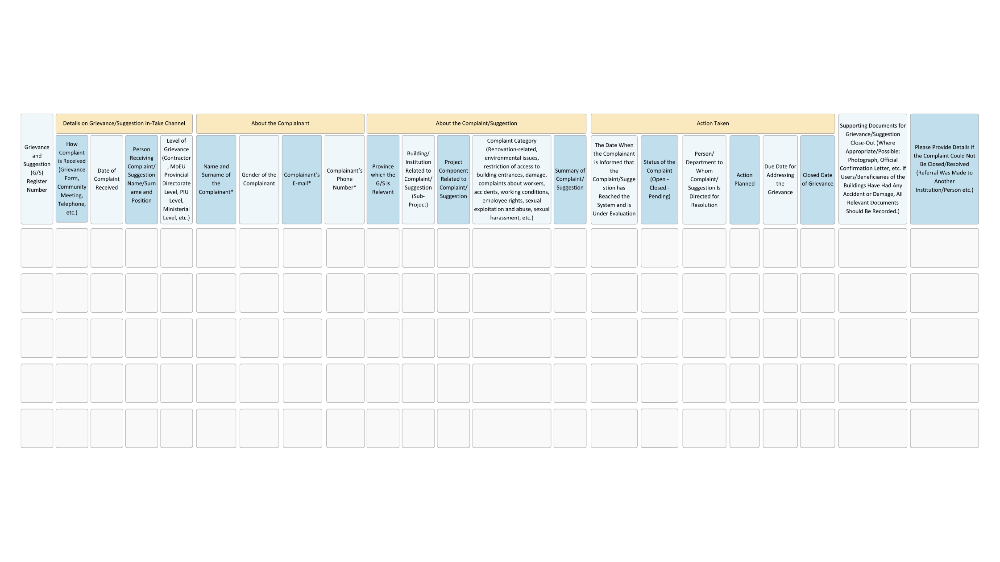 Grievance
and
Suggestion
(G/S)
Register
Number
Details on Grievance/Suggestion In-Take Channel
How
Complaint
is Received
(Grievance
Form,
Community
Meeting,
Telephone,
etc.)
Date of
Complaint
Received
Person
Receiving
Complaint/
Suggestion
Name/Surn
ame and
Position
Level of
Grievance
(Contractor
, MoEU
Provincial
Directorate
Level, PIU
Level,
Ministerial
Level, etc.)
About the Complainant
Name and
Surname of
the
Complainant*
Gender of the
Complainant
Complainant’s
E-mail*
Complainant’s
Phone
Number*
About the Complaint/Suggestion
Province
which the
G/S is
Relevant
Building/
Institution
Related to
Complaint/
Suggestion
(Sub-
Project)
Project
Component
Related to
Complaint/
Suggestion
Complaint Category
(Renovation-related,
environmental issues,
restriction of access to
building entrances, damage,
complaints about workers,
accidents, working conditions,
employee rights, sexual
exploitation and abuse, sexual
harassment, etc.)
Summary of
Complaint/
Suggestion
Action Taken
The Date When
the Complainant
is Informed that
the
Complaint/Sugge
stion has
Reached the
System and is
Under Evaluation
Status of the
Complaint
(Open -
Closed -
Pending)
Person/
Department to
Whom
Complaint/
Suggestion Is
Directed for
Resolution
Action
Planned
Due Date for
Addressing
the
Grievance
Closed Date
of Grievance
Supporting Documents for
Grievance/Suggestion
Close-Out (Where
Appropriate/Possible:
Photograph, Official
Confirmation Letter, etc. If
Users/Beneficiaries of the
Buildings Have Had Any
Accident or Damage, All
Relevant Documents
Should Be Recorded.)
Please Provide Details if
the Complaint Could Not
Be Closed/Resolved
(Referral Was Made to
Another
Institution/Person etc.)